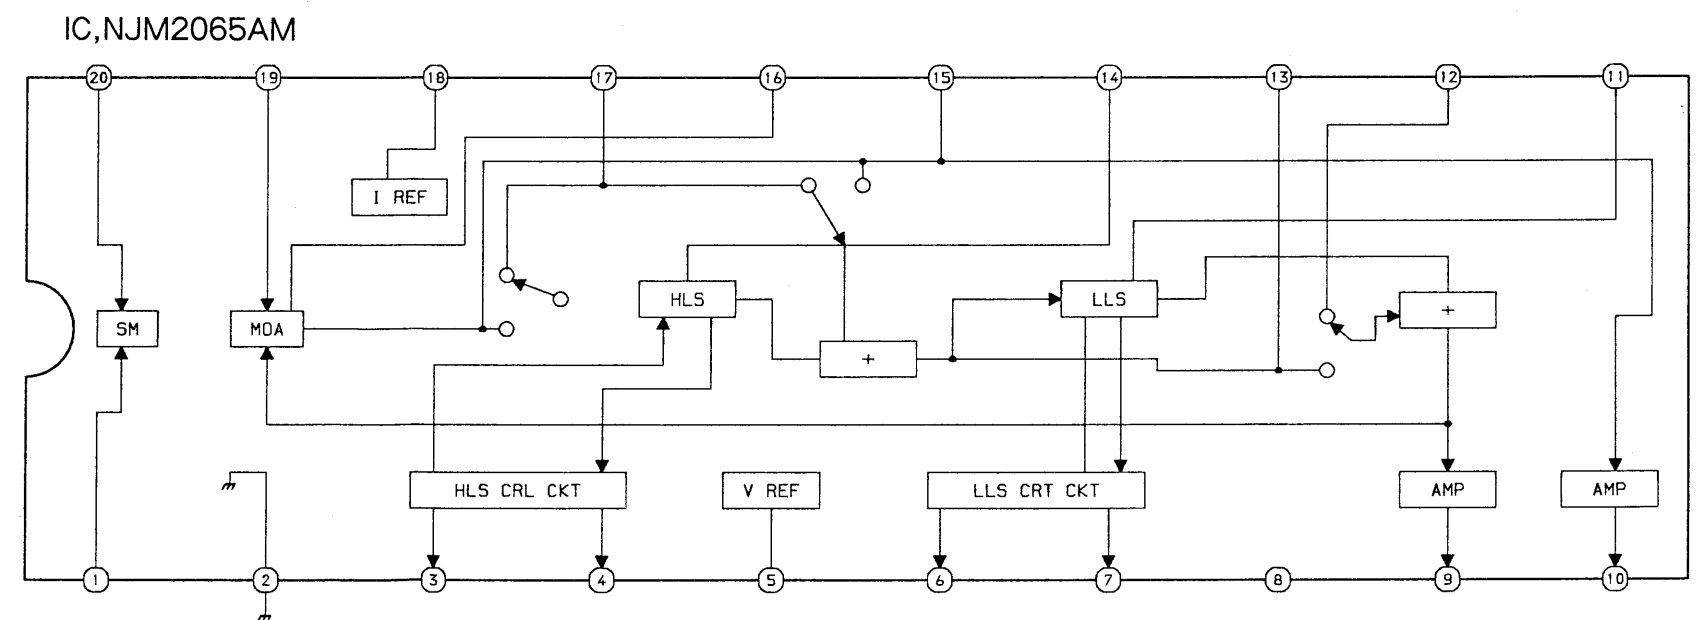 IC,NJM2065AM
20 19 18 17 16 15 14 13 12 11
I REF
HLS LLS
+
SM MOA
+
HLS CRL CKT V REF LLS CRT CKT AMP AMP
1 2 3 4 5 6 7 8 9 10